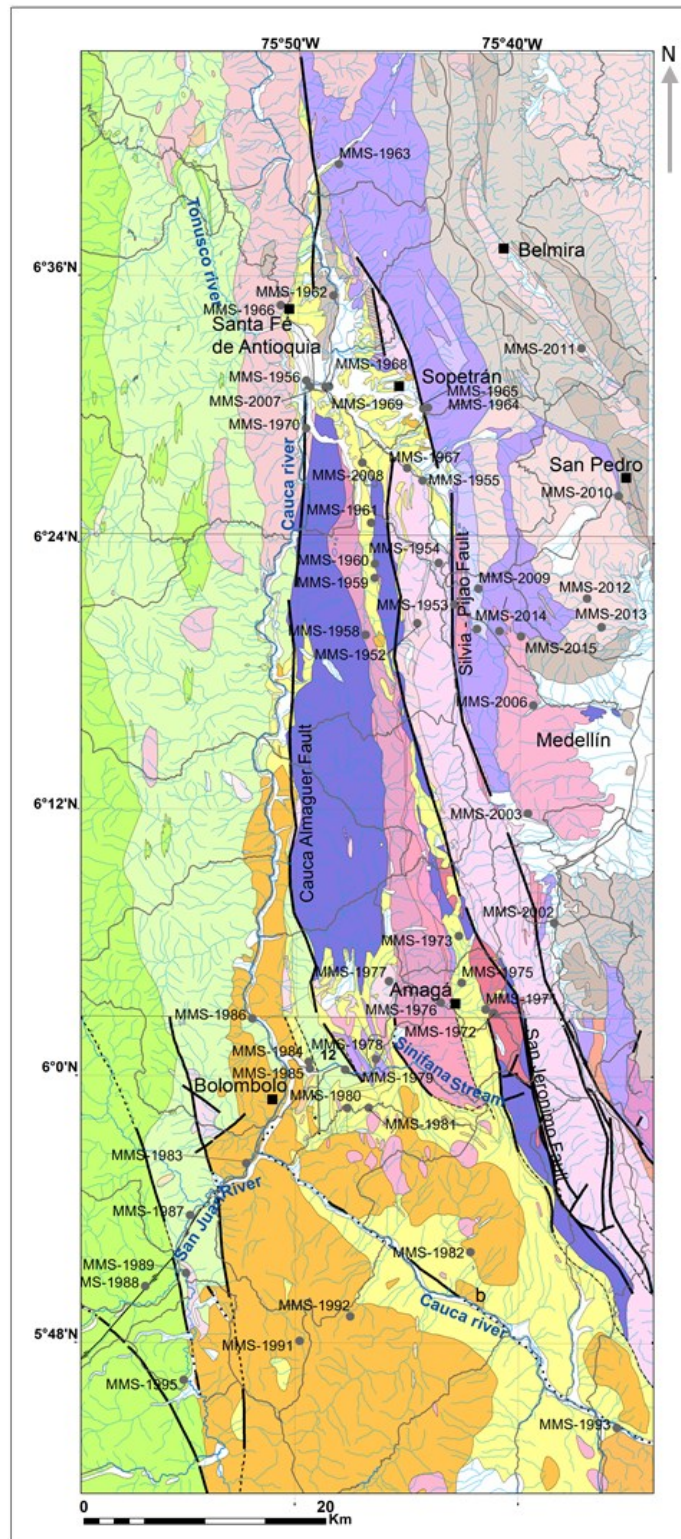 75°50'W
75°40'W
N
MMS-1963
Tonusco river
Belmira
6°36'N
MMS-1962
MMS-1966
Santa Fé
de Antioquia
MMS-2011
MMS-1968
MMS-1956
Sopetrán
MMS-1965
MMS-2007
MMS-1969
MMS-1964
MMS-1970
Cauca river
MMS-1967
San Pedro
MMS-2008
MMS-1955
MMS-2010
MMS-1961
6°24'N
MMS-1954
MMS-1960
MMS-2009
MMS-1959
MMS-2012
MMS-1953
MMS-2014
MMS-2013
MMS-1958
MMS-2015
MMS-1952
Silvia - Pijao Fault
MMS-2006
Medellín
6°12'N
Cauca Almaguer Fault
MMS-2003
MMS-2002
MMS-1973
MMS-1977
MMS-1975
Amagá
MMS-1976
MMS-1971
MMS-1986
MMS-1972
MMS-1978
MMS-1984
12
6°0'N
MMS-1985
Sinifana Stream
MMS-1979
Bolombolo
MMS-1980
San Jeronimo Fault
MMS-1981
MMS-1983
San Juan River
MMS-1987
MMS-1982
MMS-1989
MS-1988
b
Cauca river
MMS-1992
5°48'N
MMS-1991
MMS-1995
MMS-1993
0
20
Km